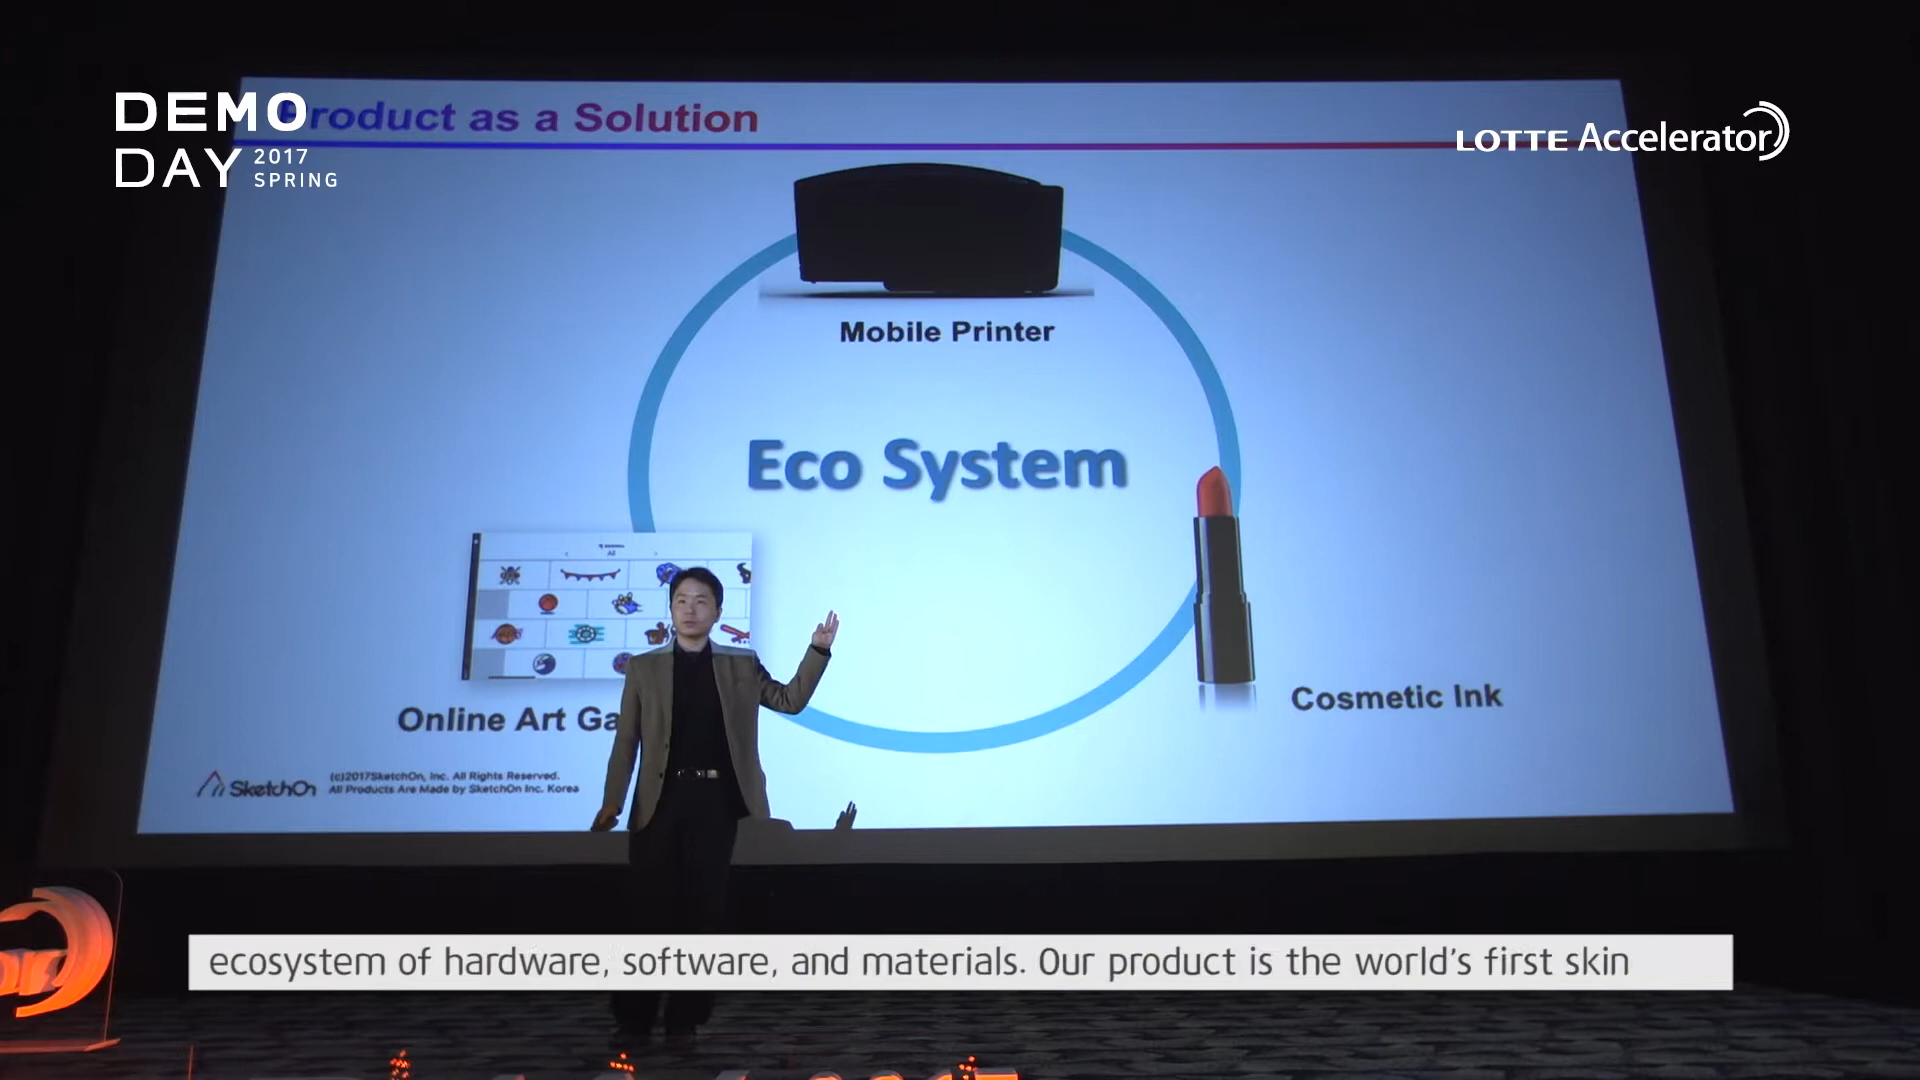 DEMO
DAY 2017
SPRING
Product as a Solution
LOTTE Accelerator
Mobile Printer
Eco System
All
Online Art Ga
Cosmetic Ink
SketchOn
(c)2017SketchOn, Inc. All Rights Reserved.
All Products Are Made by SketchOn Inc. Korea
ecosystem of hardware, software, and materials. Our product is the world's first skin